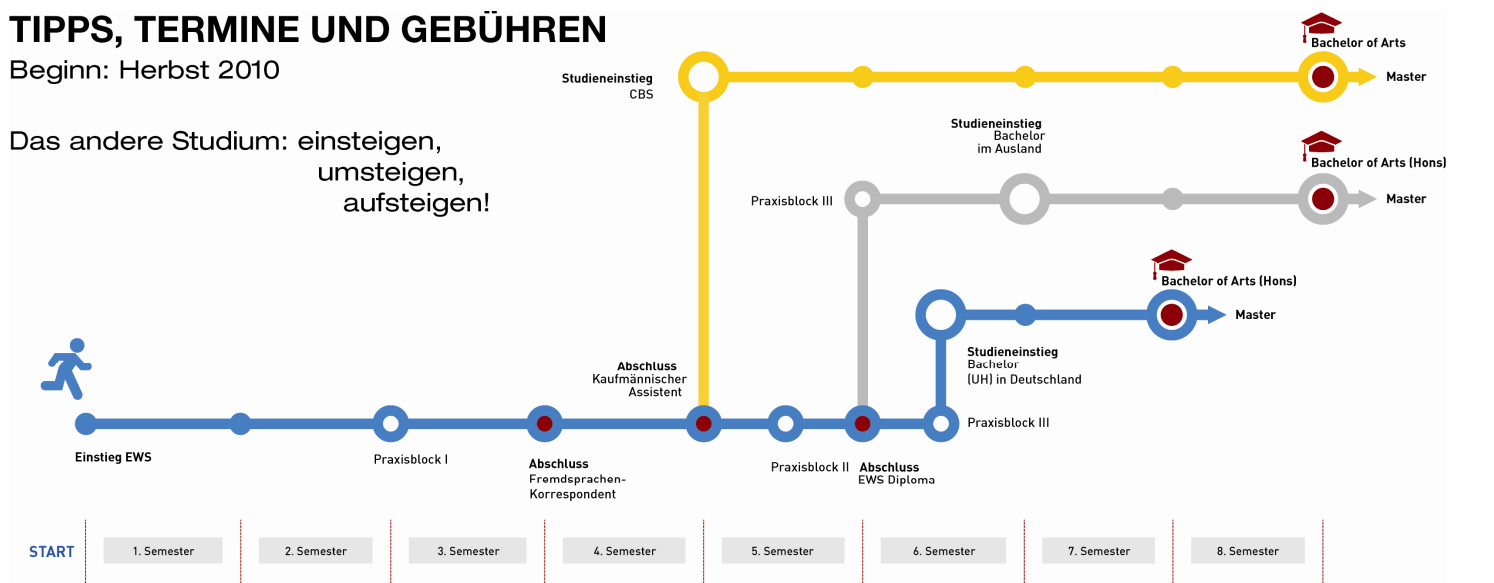 TIPPS, TERMINE UND GEBÜHREN
Beginn: Herbst 2010
Das andere Studium: einsteigen,
umsteigen,
aufsteigen!
Studieneinstieg
CBS
Bachelor of Arts
Master
Studieneinstieg
Bachelor
im Ausland
Praxisblock III
Bachelor of Arts (Hons)
Master
Bachelor of Arts (Hons)
Master
Studieneinstieg
Bachelor
(UH) in Deutschland
Abschluss
Kaufmännischer
Assistent
Praxisblock III
Einstieg EWS
Praxisblock I
Abschluss
Fremdsprachen-
Korrespondent
Praxisblock II
Abschluss
EWS Diploma
START
1. Semester
2. Semester
3. Semester
4. Semester
5. Semester
6. Semester
7. Semester
8. Semester